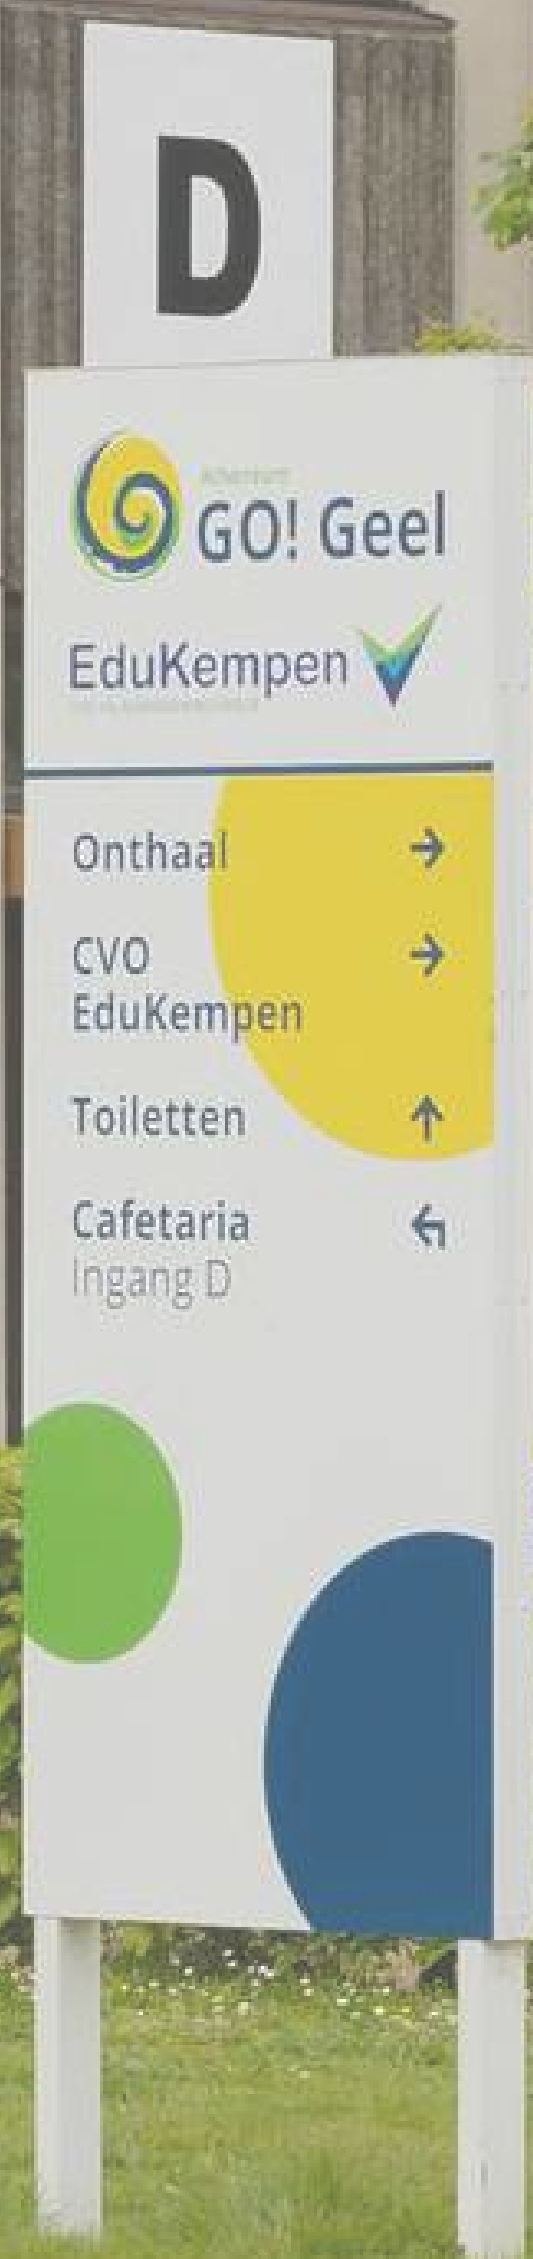 D
GO! Geel
EduKempen
Onthaal
CVO
EduKempen
Toiletten
Cafetaria
Ingang D